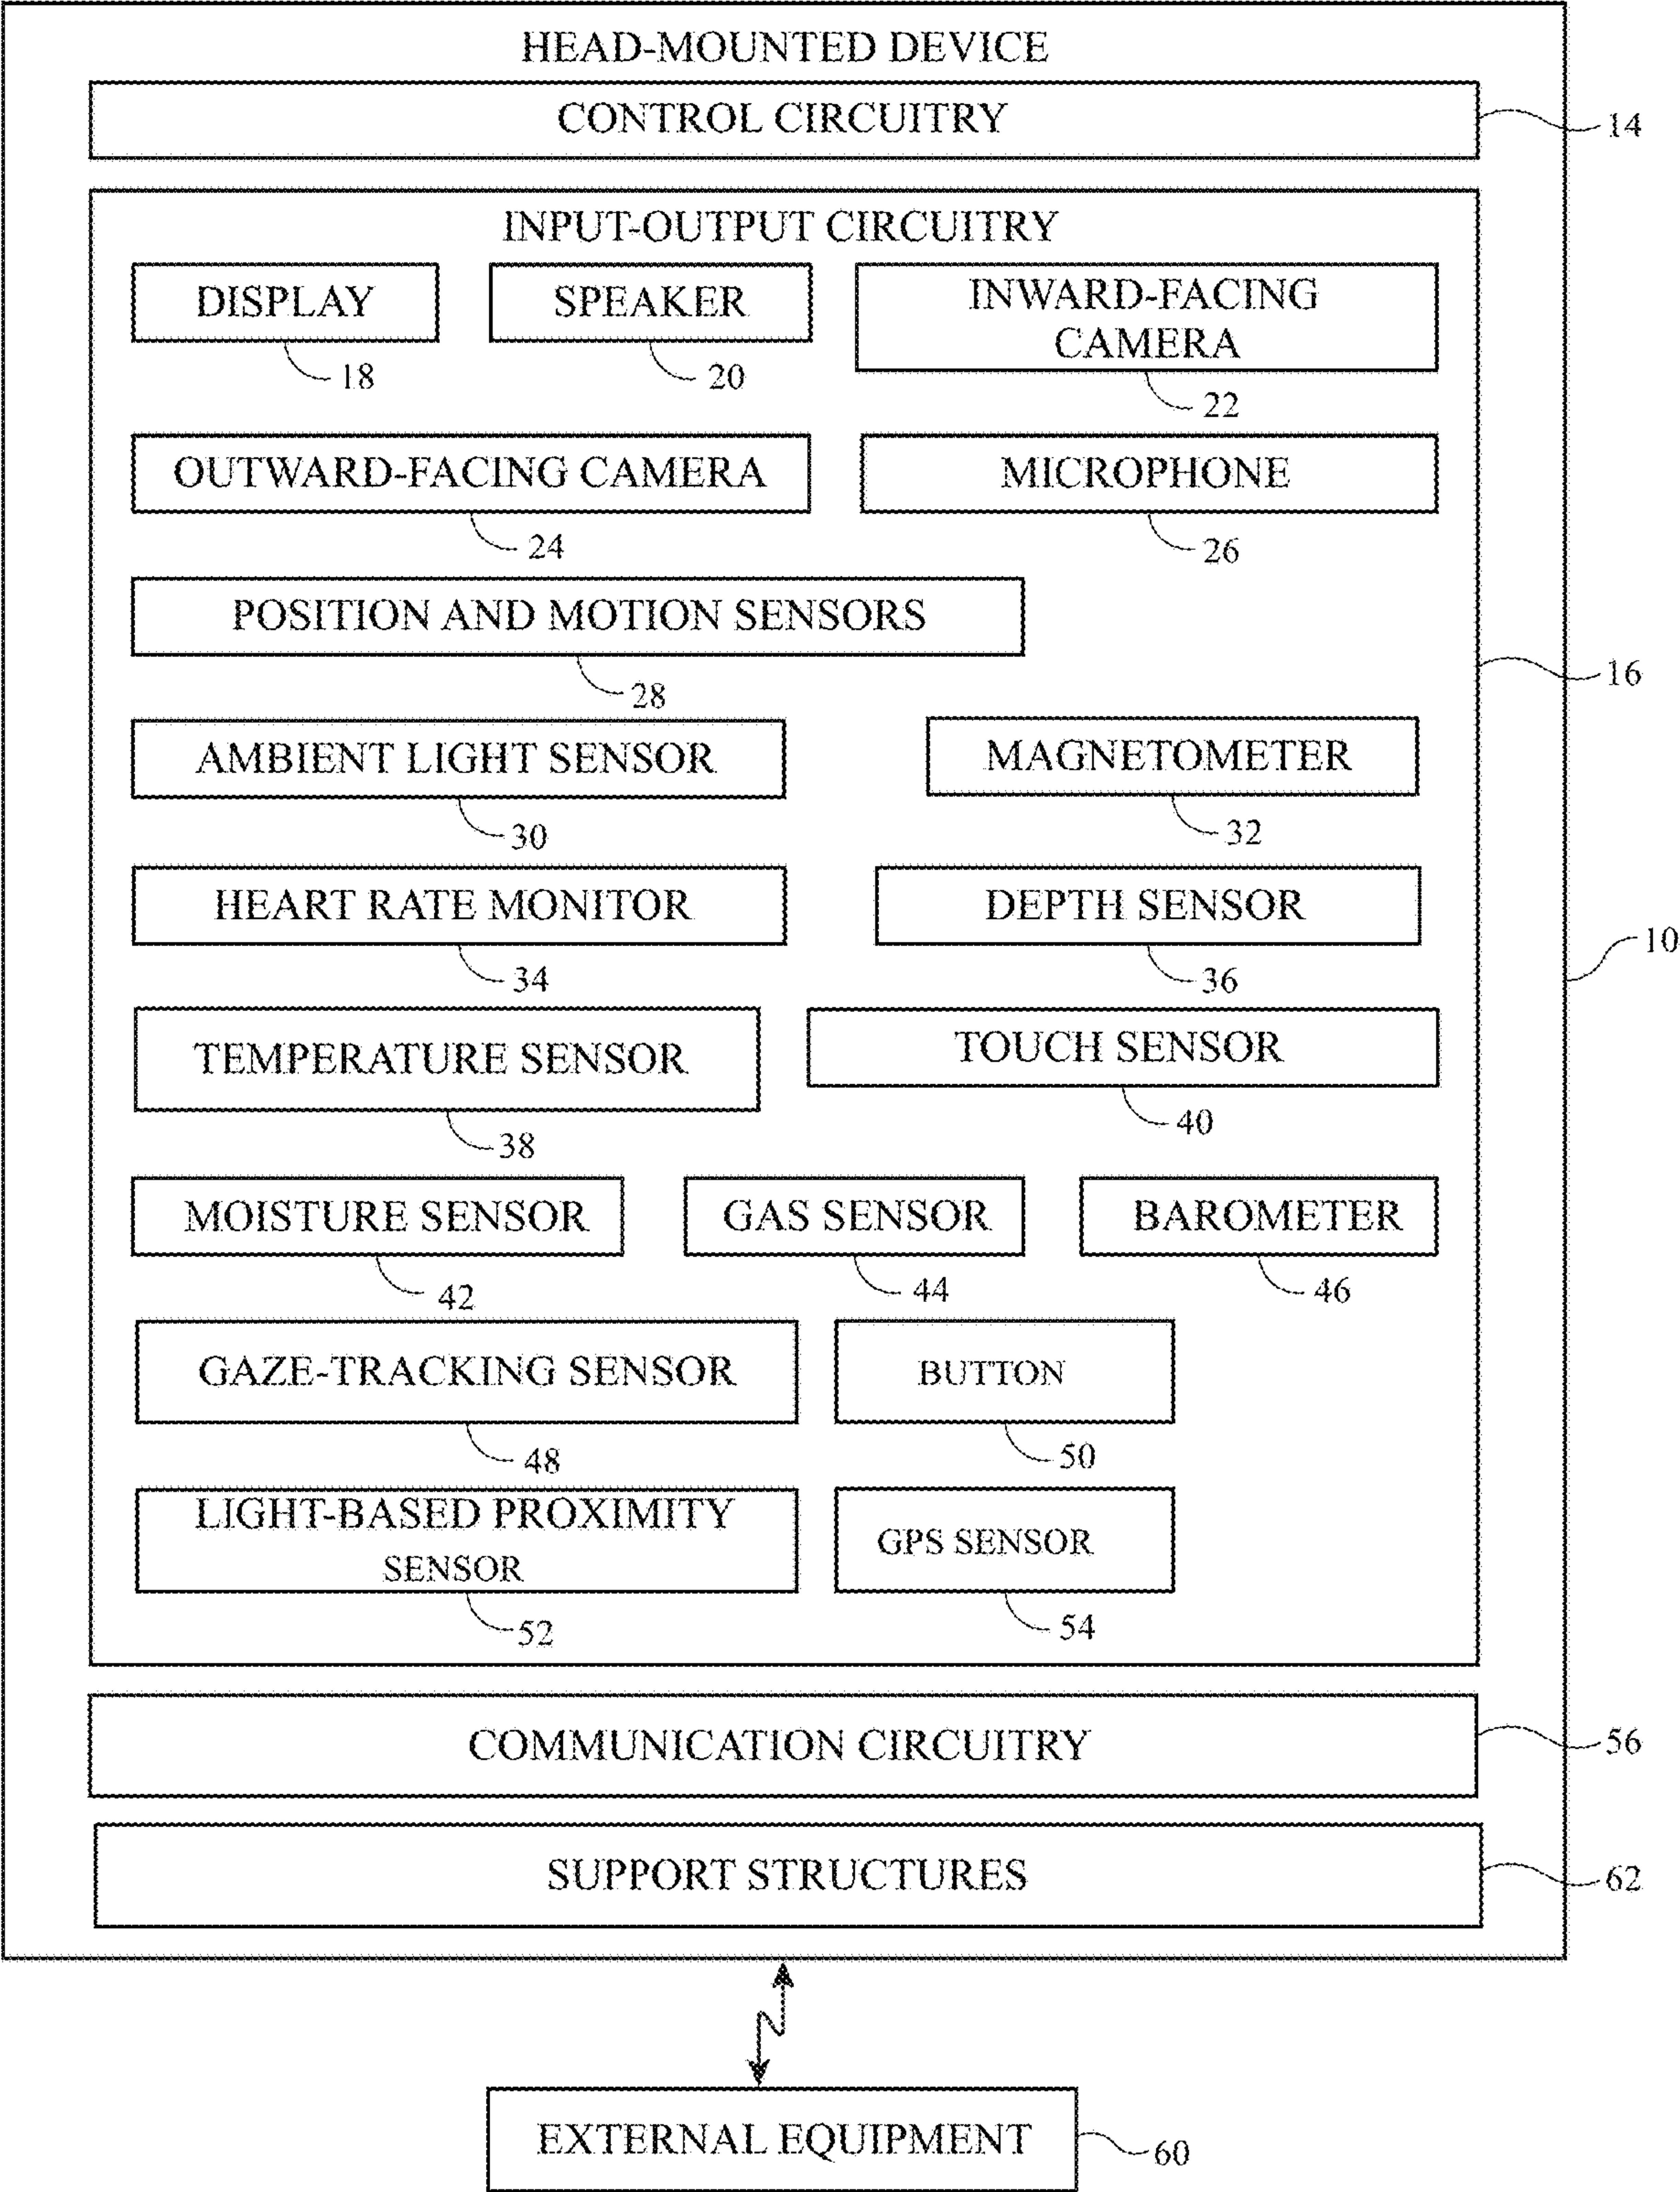 HEAD-MOUNTED DEVICE
CONTROL CIRCUITRY
14
INPUT-OUTPUT CIRCUITRY
DISPLAY
18
SPEAKER
20
INWARD-FACING
CAMERA
22
OUTWARD-FACING CAMERA
24
MICROPHONE
26
POSITION AND MOTION SENSORS
28
16
AMBIENT LIGHT SENSOR
30
MAGNETOMETER
32
HEART RATE MONITOR
34
DEPTH SENSOR
36
10
TEMPERATURE SENSOR
38
TOUCH SENSOR
40
MOISTURE SENSOR
42
GAS SENSOR
44
BAROMETER
46
GAZE-TRACKING SENSOR
48
BUTTON
50
LIGHT-BASED PROXIMITY
SENSOR
52
GPS SENSOR
54
COMMUNICATION CIRCUITRY
56
SUPPORT STRUCTURES
62
EXTERNAL EQUIPMENT
60